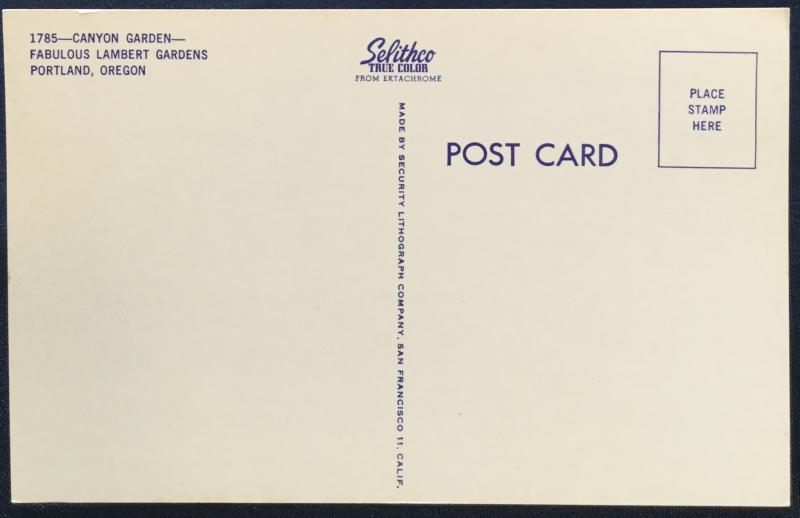 1785—CANYON GARDEN—
FABULOUS LAMBERT GARDENS
PORTLAND, OREGON
Selithco
TRUE COLOR
FROM EKTACHROME
MADE BY SECURITY LITHOGRAPH COMPANY, SAN FRANCISCO 11, CALIF.
POST CARD
PLACE
STAMP
HERE